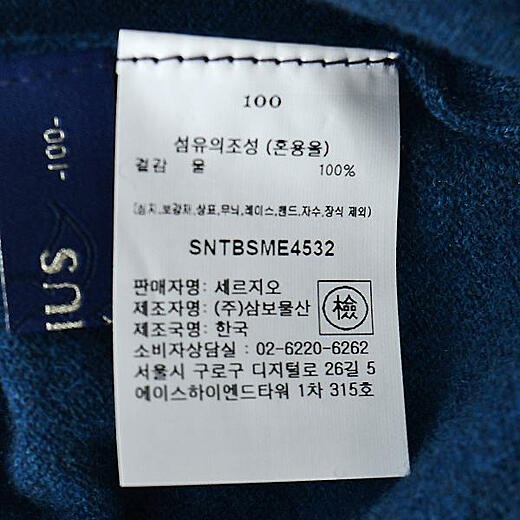 100
섬유의조성 (혼용율)
겉감 울 100%
(심지,보강재,상표,무늬,레이스,밴드,자수,장식 제외)
SNTBSME4532
판매자명: 세르지오
제조자명: (주)삼보물산
제조국명: 한국
檢
소비자상담실 : 02-6220-6262
서울시 구로구 디지털로 26길 5
에이스하이엔드타워 1차 315호
-100-
IUS